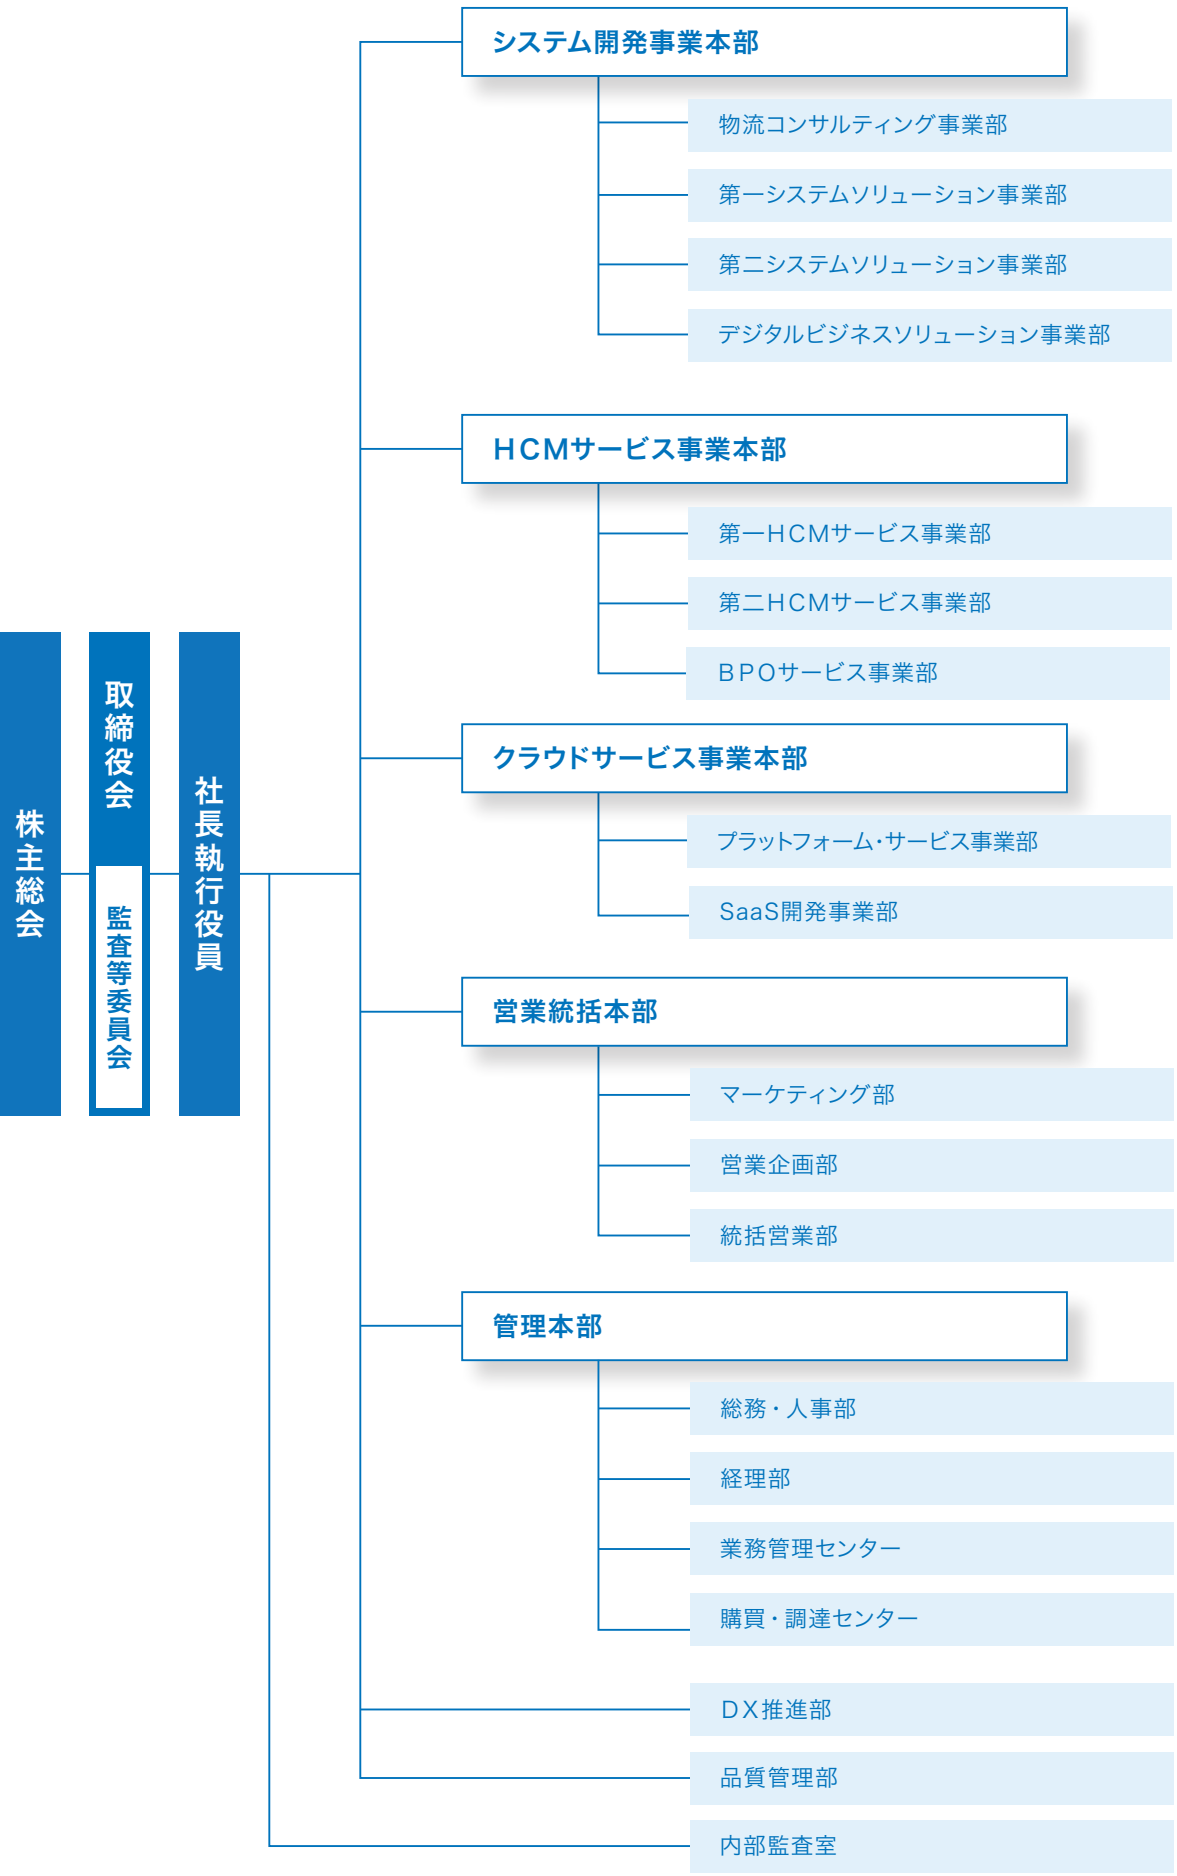 株主総会
取締役会
監査等委員会
社長執行役員
システム開発事業本部
物流コンサルティング事業部
第一システムソリューション事業部
第二システムソリューション事業部
デジタルビジネスソリューション事業部
HCMサービス事業本部
第一HCMサービス事業部
第二HCMサービス事業部
BPOサービス事業部
クラウドサービス事業本部
プラットフォーム・サービス事業部
SaaS開発事業部
営業統括本部
マーケティング部
営業企画部
統括営業部
管理本部
総務・人事部
経理部
業務管理センター
購買・調達センター
DX推進部
品質管理部
内部監査室